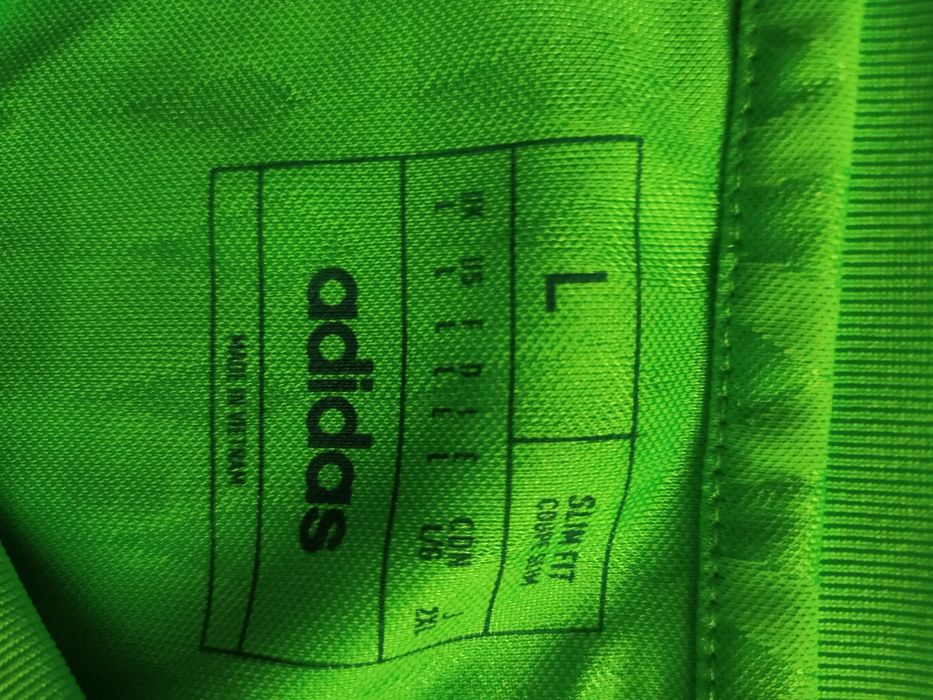 L
SLIM FIT
COUPE SLIM
UK US F D I E CDN J
L L L L L L L/G 2XL
adidas
MADE IN VIETNAM